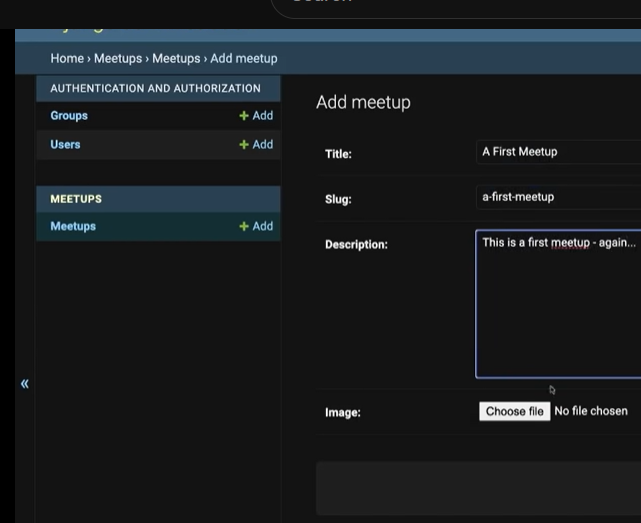 Home › Meetups › Meetups › Add meetup
AUTHENTICATION AND AUTHORIZATION
Groups + Add
Users + Add
MEETUPS
Meetups + Add
«
Add meetup
Title: A First Meetup
Slug: a-first-meetup
Description: This is a first meetup - again...
Image: Choose file No file chosen